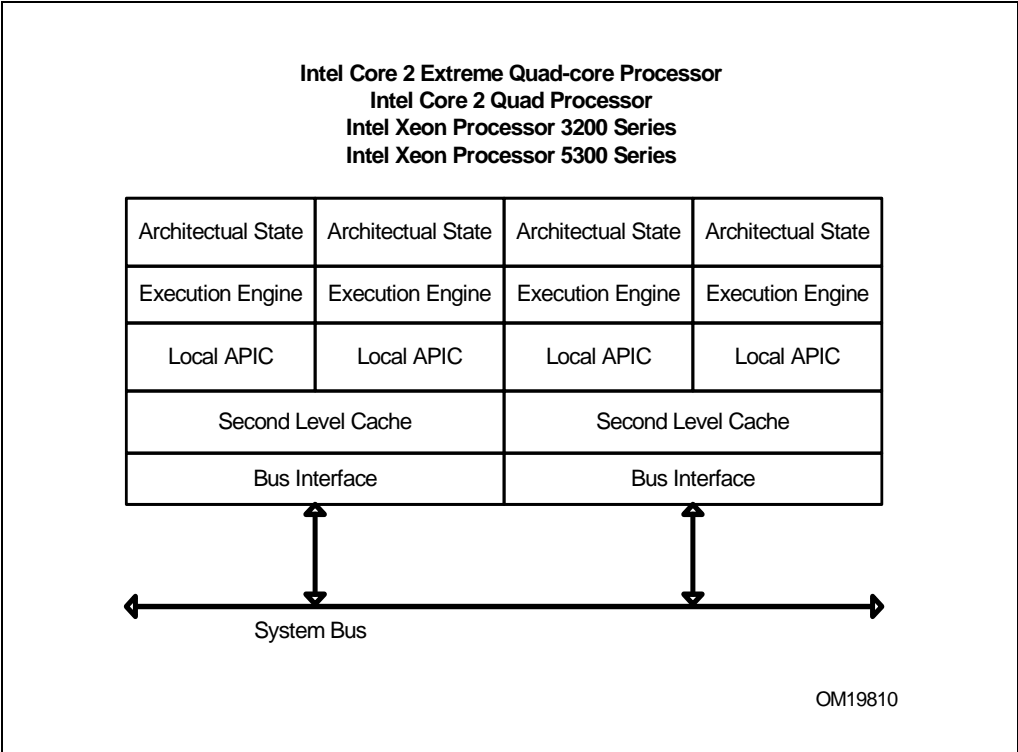 Intel Core 2 Extreme Quad-core Processor
Intel Core 2 Quad Processor
Intel Xeon Processor 3200 Series
Intel Xeon Processor 5300 Series
Architectual State Architectual State Architectual State Architectual State
Execution Engine Execution Engine Execution Engine Execution Engine
Local APIC Local APIC Local APIC Local APIC
Second Level Cache Second Level Cache
Bus Interface Bus Interface
System Bus
OM19810